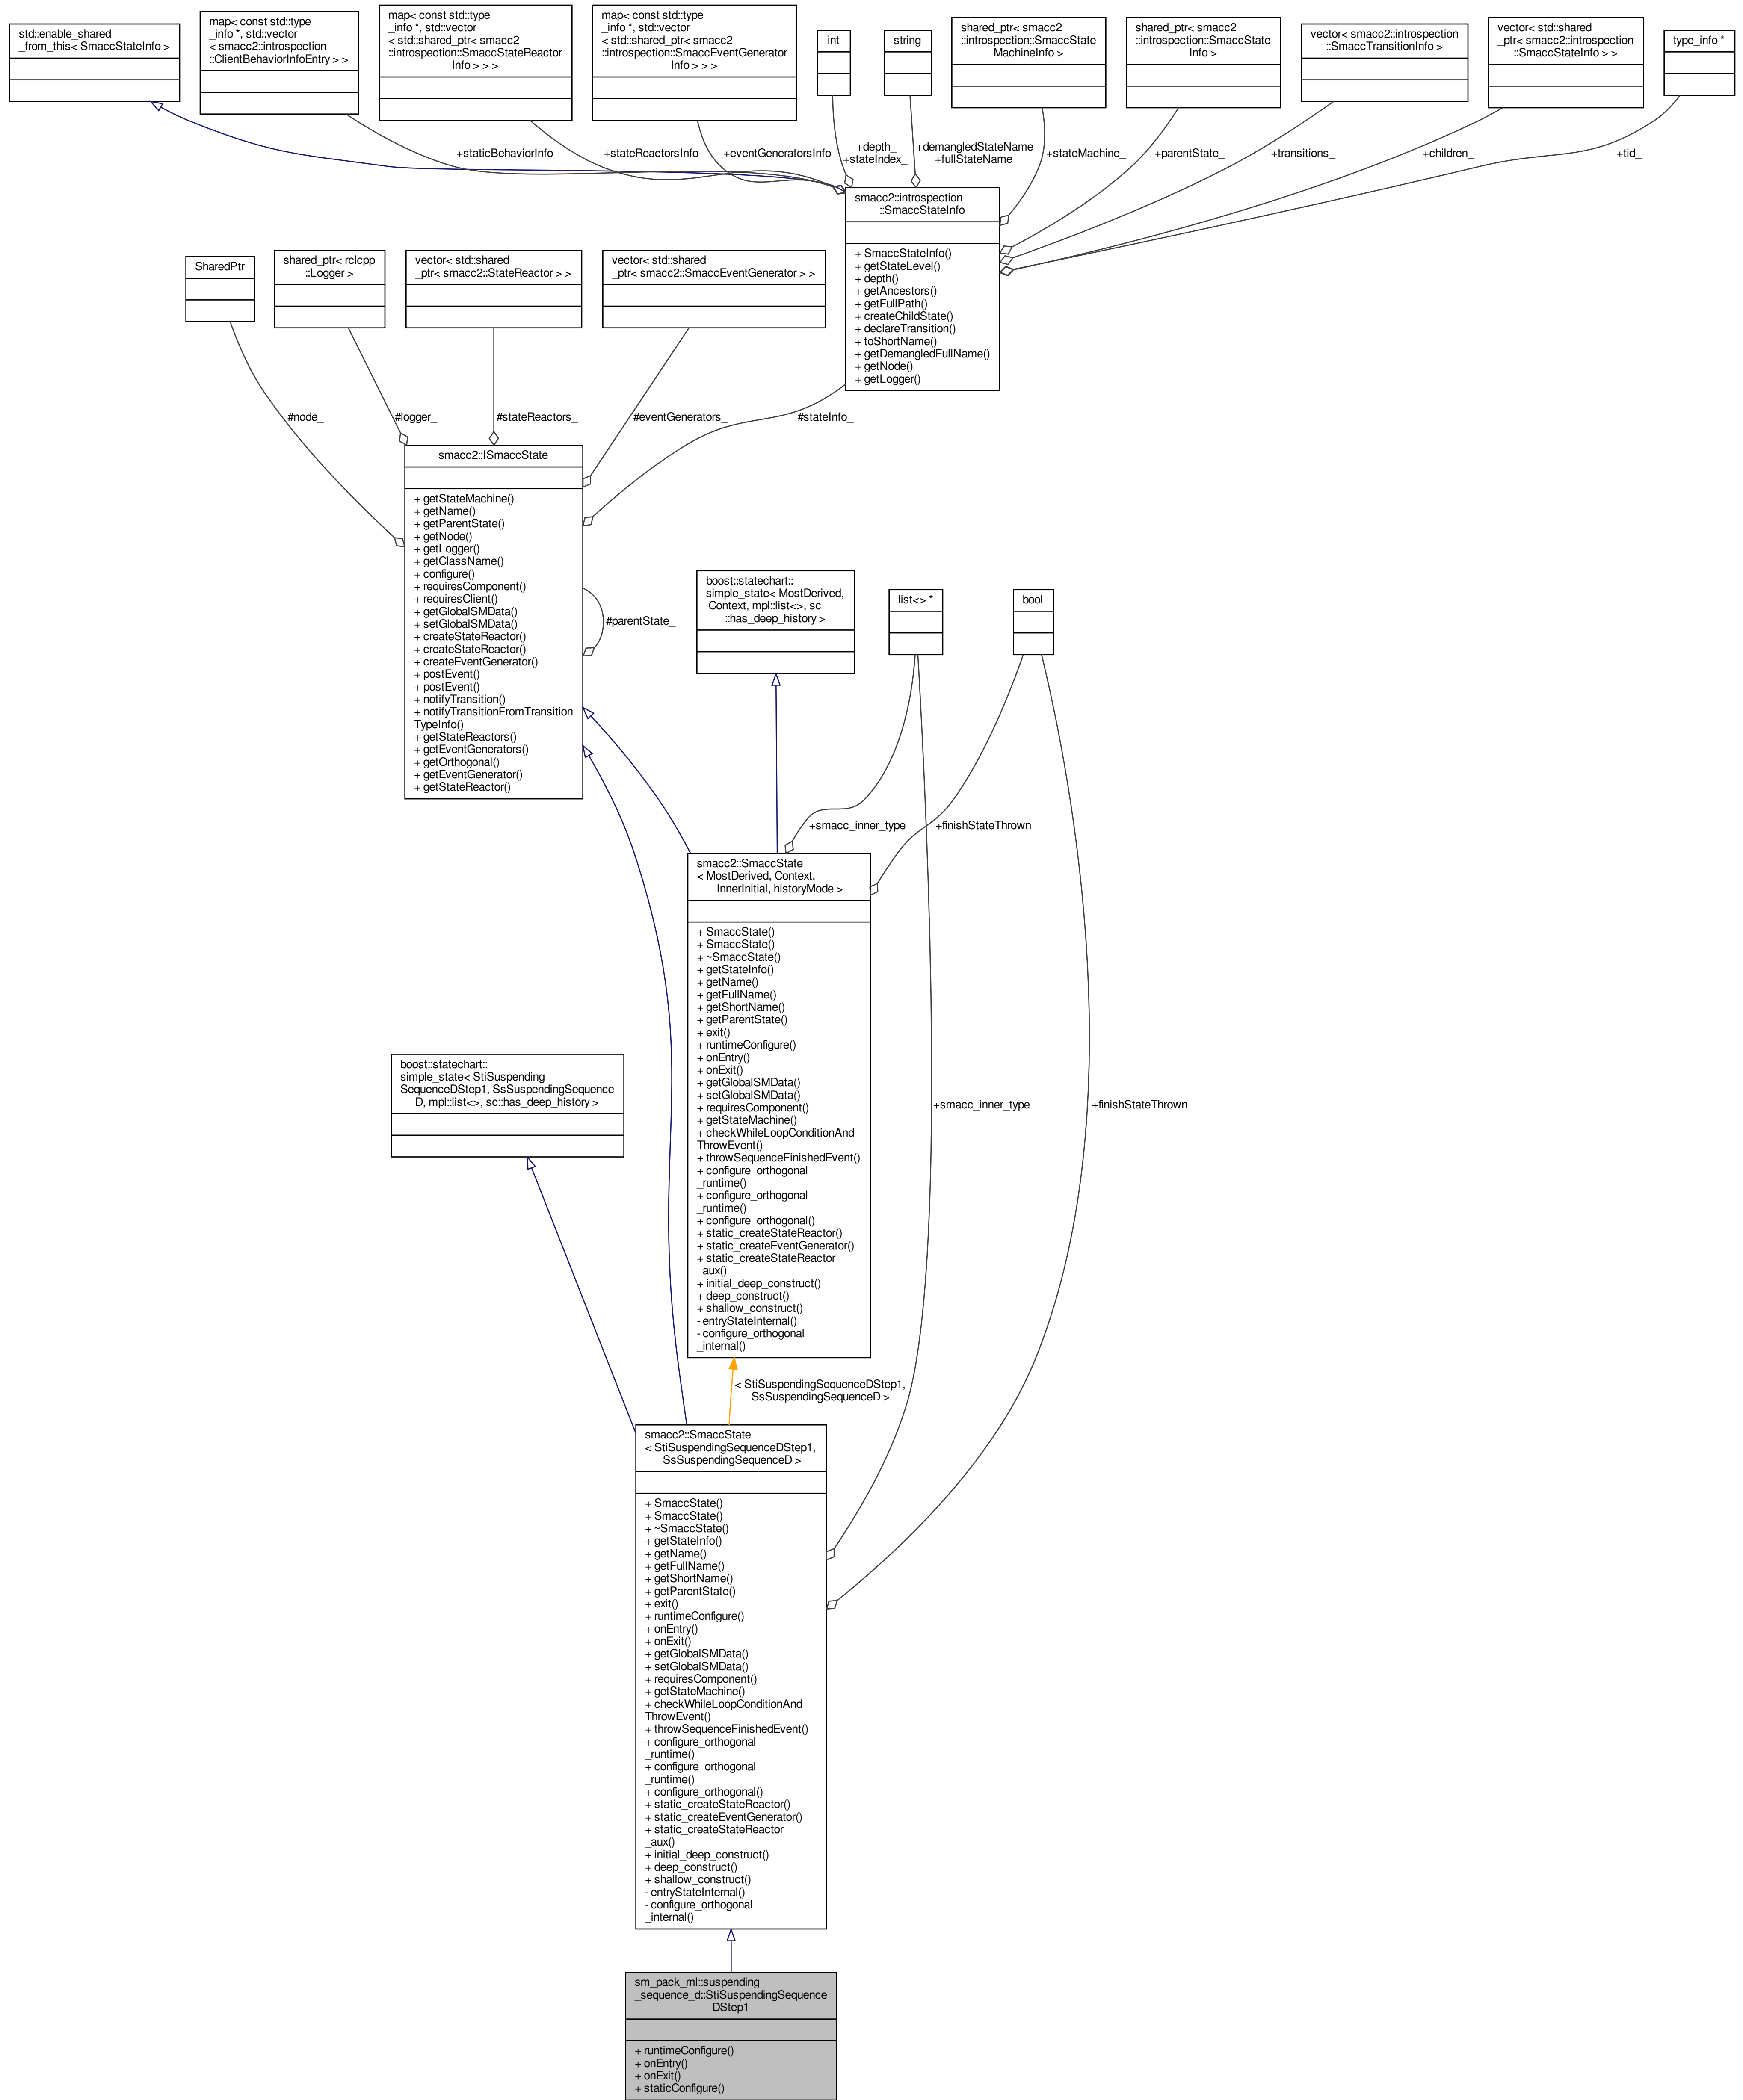 std::enable_shared
_from_this< SmaccStateInfo >
map< const std::type
_info *, std::vector
< smacc2::introspection
::ClientBehaviorInfoEntry > >
map< const std::type
_info *, std::vector
< std::shared_ptr< smacc2
::introspection::SmaccStateReactor
Info > > >
map< const std::type
_info *, std::vector
< std::shared_ptr< smacc2
::introspection::SmaccEventGenerator
Info > > >
int
string
shared_ptr< smacc2
::introspection::SmaccState
MachineInfo >
shared_ptr< smacc2
::introspection::SmaccState
Info >
vector< smacc2::introspection
::SmaccTransitionInfo >
vector< std::shared
_ptr< smacc2::introspection
::SmaccStateInfo > >
type_info *
+staticBehaviorInfo
+stateReactorsInfo
+eventGeneratorsInfo
+depth_
+stateIndex_
+demangledStateName
+fullStateName
+stateMachine_
+parentState_
+transitions_
+children_
+tid_
smacc2::introspection
::SmaccStateInfo
+ SmaccStateInfo()
+ getStateLevel()
+ depth()
+ getAncestors()
+ getFullPath()
+ createChildState()
+ declareTransition()
+ toShortName()
+ getDemangledFullName()
+ getNode()
+ getLogger()
SharedPtr
shared_ptr< rclcpp
::Logger >
vector< std::shared
_ptr< smacc2::StateReactor > >
vector< std::shared
_ptr< smacc2::SmaccEventGenerator > >
#node_
#logger_
#stateReactors_
#eventGenerators_
#stateInfo_
smacc2::ISmaccState
+ getStateMachine()
+ getName()
+ getParentState()
+ getNode()
+ getLogger()
+ getClassName()
+ configure()
+ requiresComponent()
+ requiresClient()
+ getGlobalSMData()
+ setGlobalSMData()
+ createStateReactor()
+ createStateReactor()
+ createEventGenerator()
+ postEvent()
+ postEvent()
+ notifyTransition()
+ notifyTransitionFromTransition
TypeInfo()
+ getStateReactors()
+ getEventGenerators()
+ getOrthogonal()
+ getEventGenerator()
+ getStateReactor()
#parentState_
boost::statechart::
simple_state< MostDerived,
Context, mpl::list<>, sc
::has_deep_history >
list<> *
bool
+smacc_inner_type
+finishStateThrown
smacc2::SmaccState
< MostDerived, Context,
InnerInitial, historyMode >
+ SmaccState()
+ SmaccState()
+ ~SmaccState()
+ getStateInfo()
+ getName()
+ getFullName()
+ getShortName()
+ getParentState()
+ exit()
+ runtimeConfigure()
+ onEntry()
+ onExit()
+ getGlobalSMData()
+ setGlobalSMData()
+ requiresComponent()
+ getStateMachine()
+ checkWhileLoopConditionAnd
ThrowEvent()
+ throwSequenceFinishedEvent()
+ configure_orthogonal
_runtime()
+ configure_orthogonal
_runtime()
+ configure_orthogonal()
+ static_createStateReactor()
+ static_createEventGenerator()
+ static_createStateReactor
_aux()
+ initial_deep_construct()
+ deep_construct()
+ shallow_construct()
- entryStateInternal()
- configure_orthogonal
_internal()
boost::statechart::
simple_state< StiSuspending
SequenceDStep1, SsSuspendingSequence
D, mpl::list<>, sc::has_deep_history >
+smacc_inner_type
+finishStateThrown
< StiSuspendingSequenceDStep1,
SsSuspendingSequenceD >
smacc2::SmaccState
< StiSuspendingSequenceDStep1,
SsSuspendingSequenceD >
+ SmaccState()
+ SmaccState()
+ ~SmaccState()
+ getStateInfo()
+ getName()
+ getFullName()
+ getShortName()
+ getParentState()
+ exit()
+ runtimeConfigure()
+ onEntry()
+ onExit()
+ getGlobalSMData()
+ setGlobalSMData()
+ requiresComponent()
+ getStateMachine()
+ checkWhileLoopConditionAnd
ThrowEvent()
+ throwSequenceFinishedEvent()
+ configure_orthogonal
_runtime()
+ configure_orthogonal
_runtime()
+ configure_orthogonal()
+ static_createStateReactor()
+ static_createEventGenerator()
+ static_createStateReactor
_aux()
+ initial_deep_construct()
+ deep_construct()
+ shallow_construct()
- entryStateInternal()
- configure_orthogonal
_internal()
sm_pack_ml::suspending
_sequence_d::StiSuspendingSequence
DStep1
+ runtimeConfigure()
+ onEntry()
+ onExit()
+ staticConfigure()